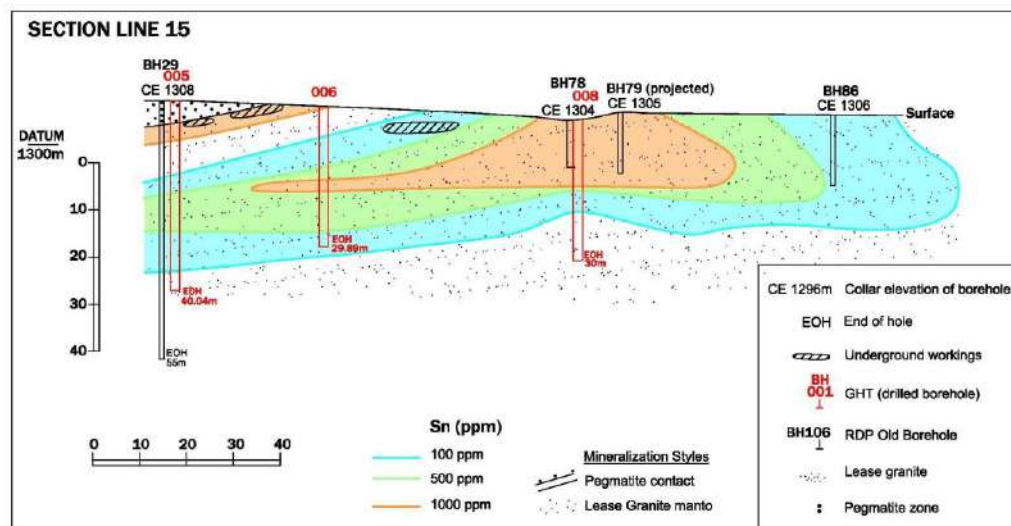 SECTION LINE 15
BH29
005
CE 1308
006
BH78
008
CE 1304
BH79 (projected)
CE 1305
BH86
CE 1306
Surface
DATUM
1300m
0
10
20
30
40
EOH
29.89m
EOH
30m
EOH
40.04m
EOH
55m
0 10 20 30 40
Sn (ppm)
100 ppm
500 ppm
1000 ppm
Mineralization Styles
Pegmatite contact
Lease Granite manto
CE 1296m Collar elevation of borehole
EOH End of hole
Underground workings
BH
001 GHT (drilled borehole)
BH106 RDP Old Borehole
Lease granite
Pegmatite zone